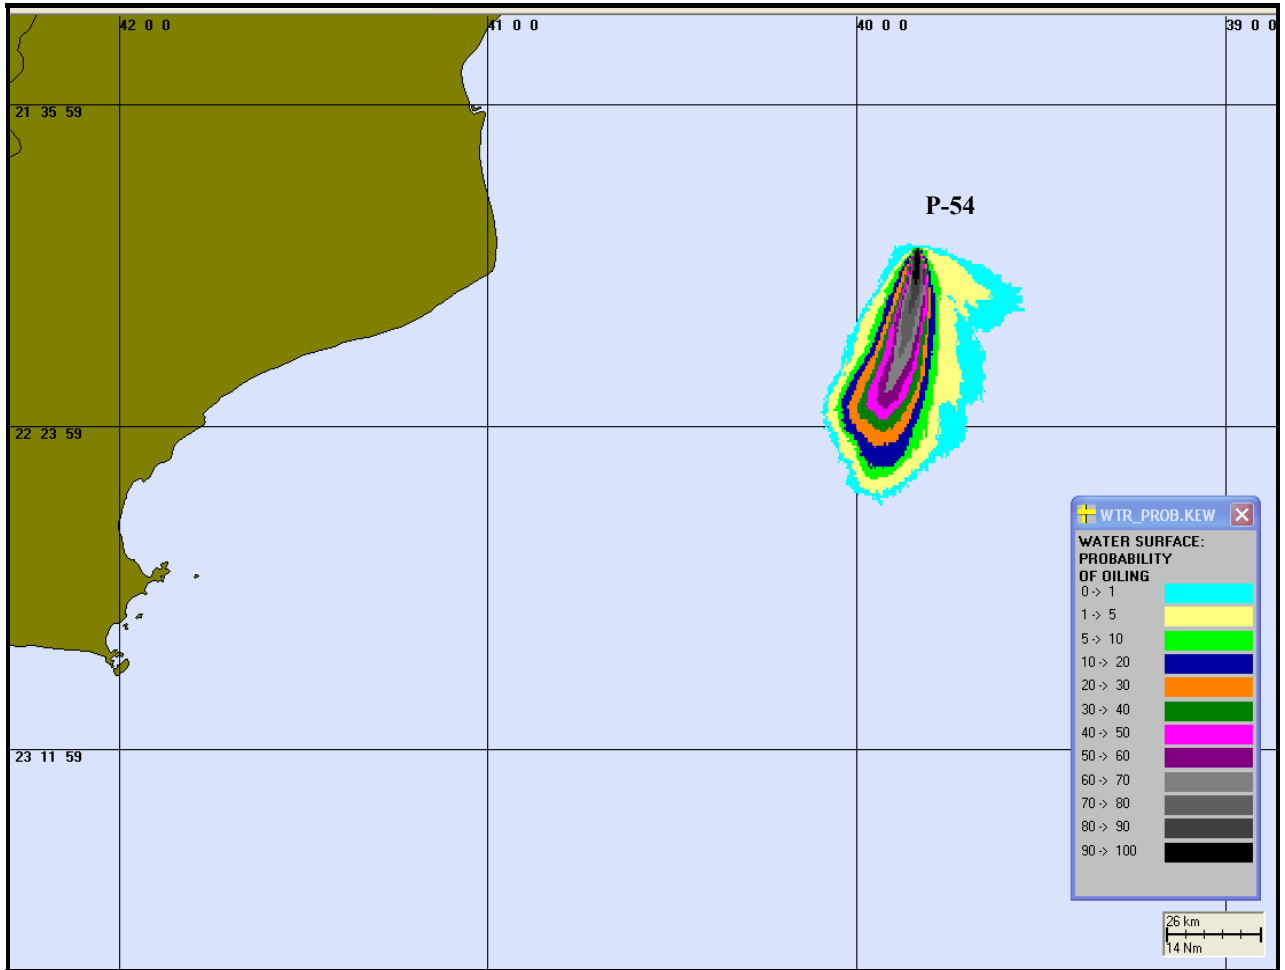 42 0 0
41 0 0
40 0 0
39 0 0
21 35 59
P-54
22 23 59
WTR_PROB.KEW
WATER SURFACE:
PROBABILITY
OF OILING
0 -> 1
1 -> 5
5 -> 10
10 -> 20
20 -> 30
30 -> 40
40 -> 50
50 -> 60
60 -> 70
70 -> 80
80 -> 90
90 -> 100
23 11 59
26 km
14 Nm